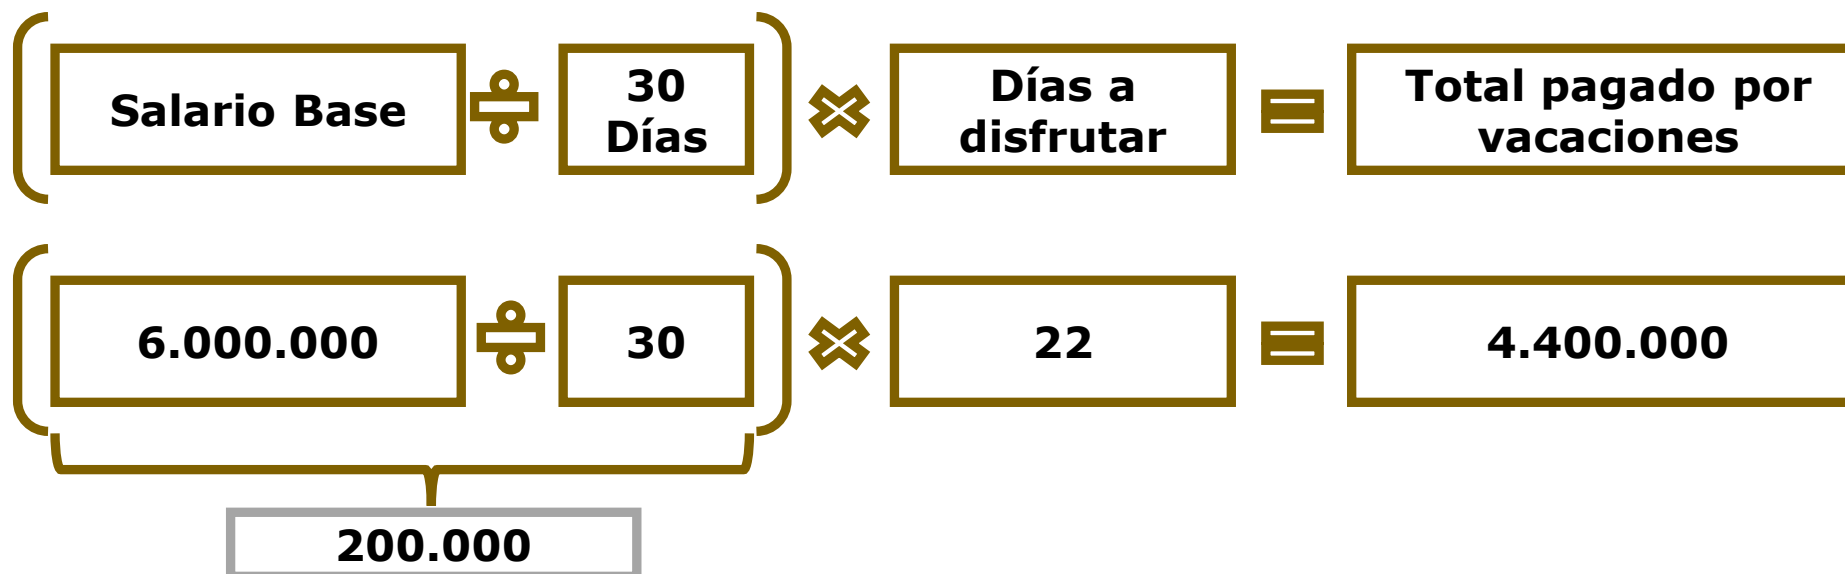 Salario Base ÷ 30 Días × Días a disfrutar = Total pagado por vacaciones
6.000.000 ÷ 30 × 22 = 4.400.000
200.000